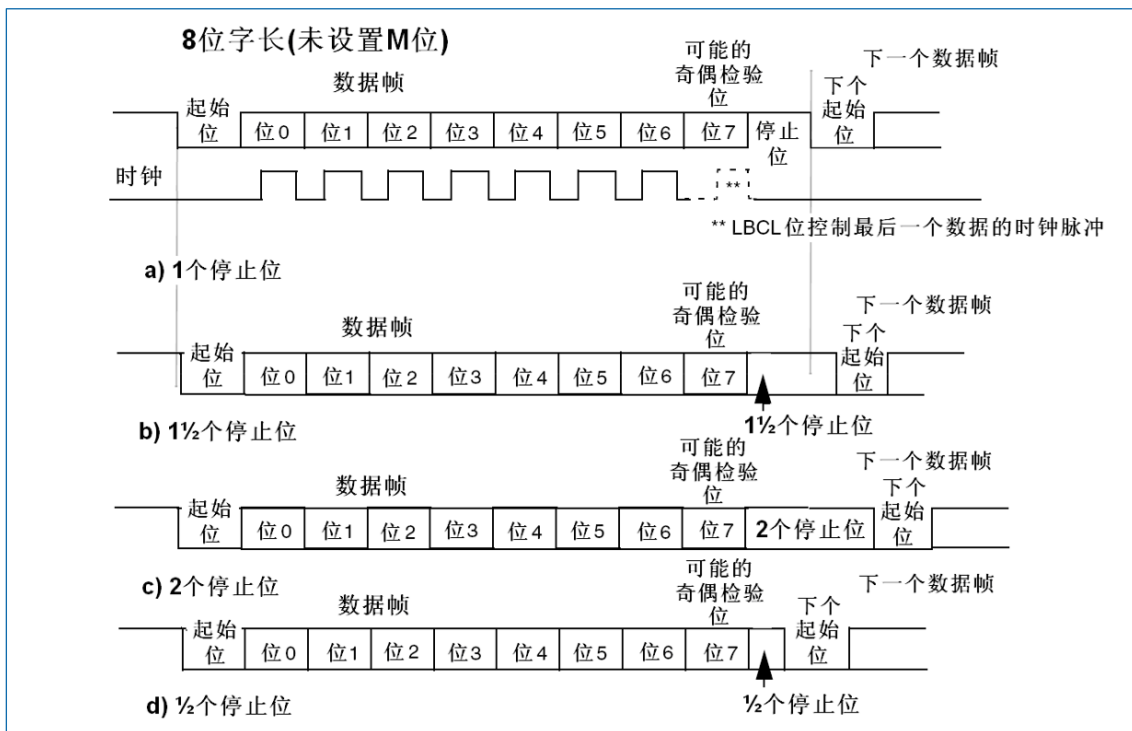 8位字长(未设置M位)
可能的
奇偶检验
位
下一个数据帧
数据帧
下个
起始
位
起始
位
位0
位1
位2
位3
位4
位5
位6
位7
停止
位
时钟
**
** LBCL位控制最后一个数据的时钟脉冲
a) 1个停止位
可能的
奇偶检验
位
下一个数据帧
数据帧
下个
起始
位
起始
位
位0
位1
位2
位3
位4
位5
位6
位7
b) 1½个停止位
1½个停止位
可能的
奇偶检验
位
下一个数据帧
数据帧
下个
起始
位
起始
位
位0
位1
位2
位3
位4
位5
位6
位7
2个停止位
c) 2个停止位
可能的
奇偶检验
位
下一个数据帧
数据帧
下个
起始
位
起始
位
位0
位1
位2
位3
位4
位5
位6
位7
d) ½个停止位
½个停止位